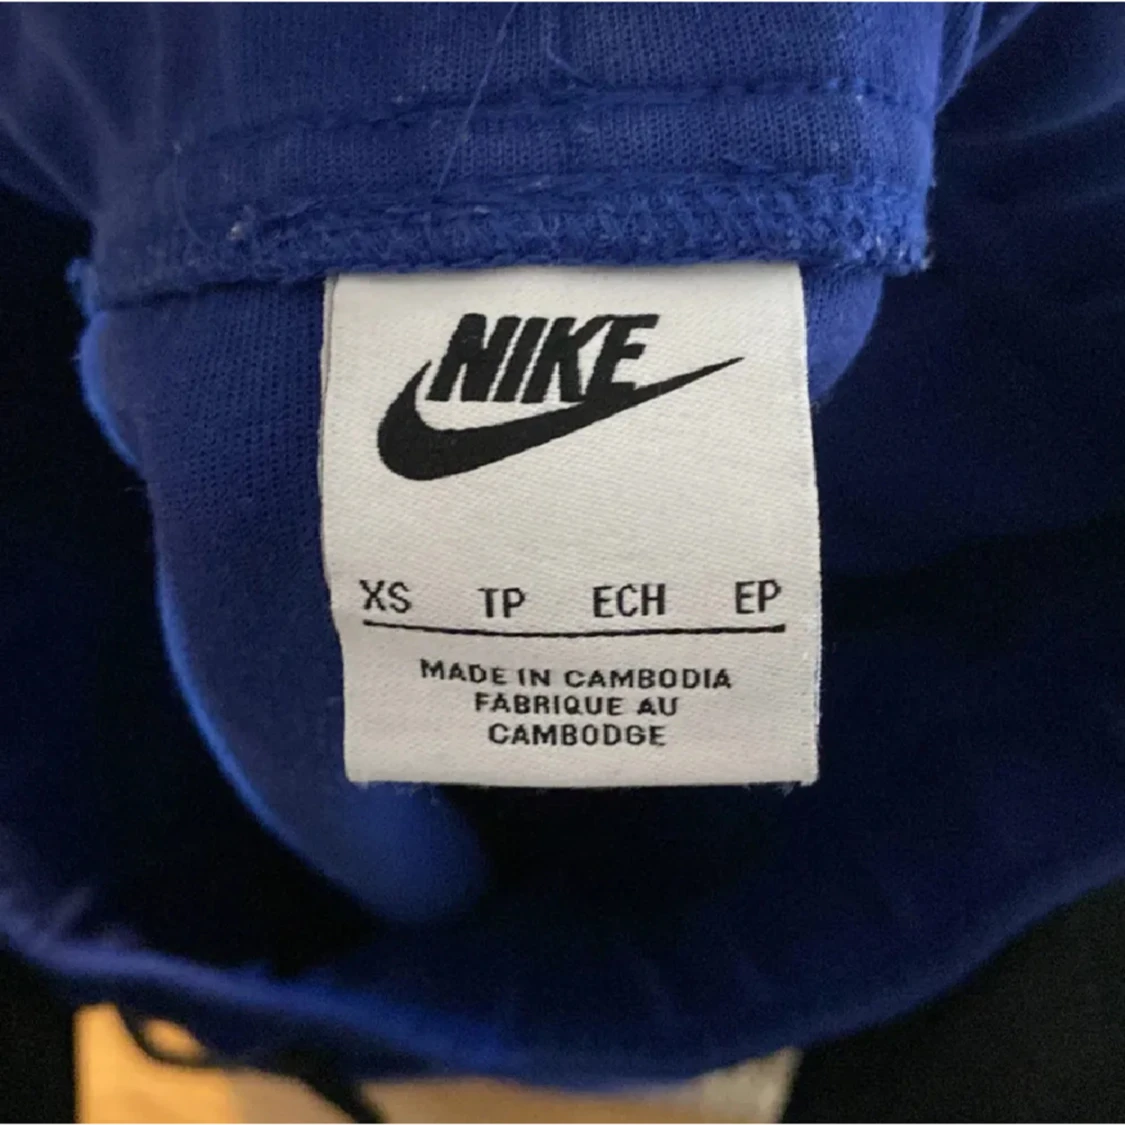 NIKE
XS TP ECH EP
MADE IN CAMBODIA
FABRIQUE AU
CAMBODGE